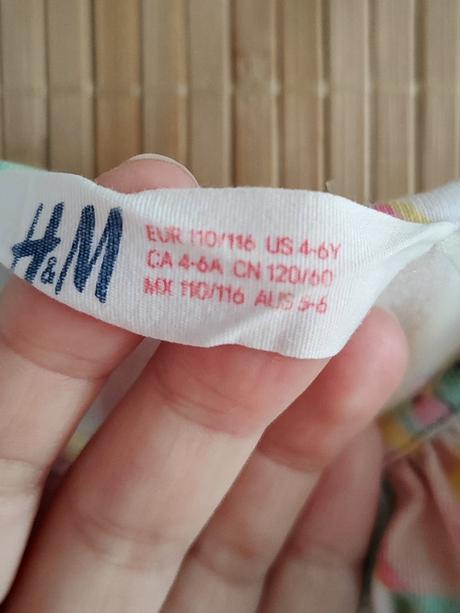 H&M
EUR 110/116 US 4-6Y
CA 4-6A CN 120/60
MX 110/116 AUS 5-6